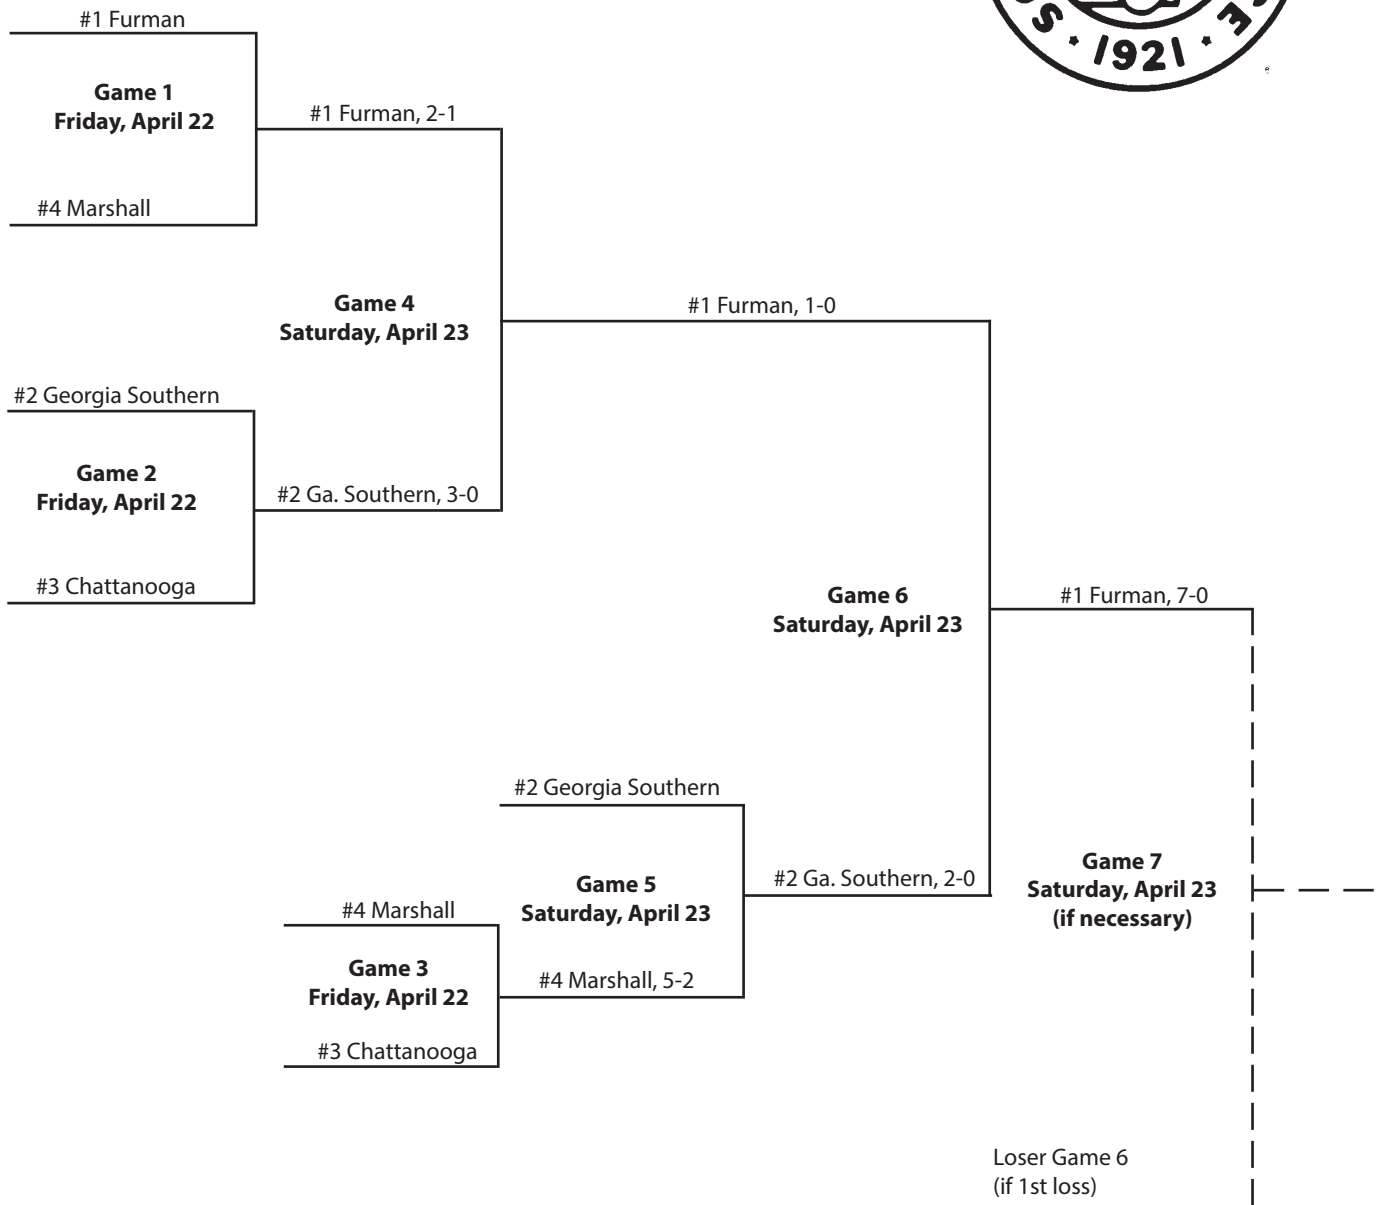 #1 Furman
Game 1
Friday, April 22
#1 Furman, 2-1
#4 Marshall
Game 4
Saturday, April 23
#1 Furman, 1-0
#2 Georgia Southern
Game 2
Friday, April 22
#2 Ga. Southern, 3-0
#3 Chattanooga
Game 6
Saturday, April 23
#1 Furman, 7-0
#2 Georgia Southern
Game 5
Saturday, April 23
#2 Ga. Southern, 2-0
Game 7
Saturday, April 23
(if necessary)
#4 Marshall
Game 3
Friday, April 22
#4 Marshall, 5-2
#3 Chattanooga
Loser Game 6
(if 1st loss)
SO · 1921 · SE